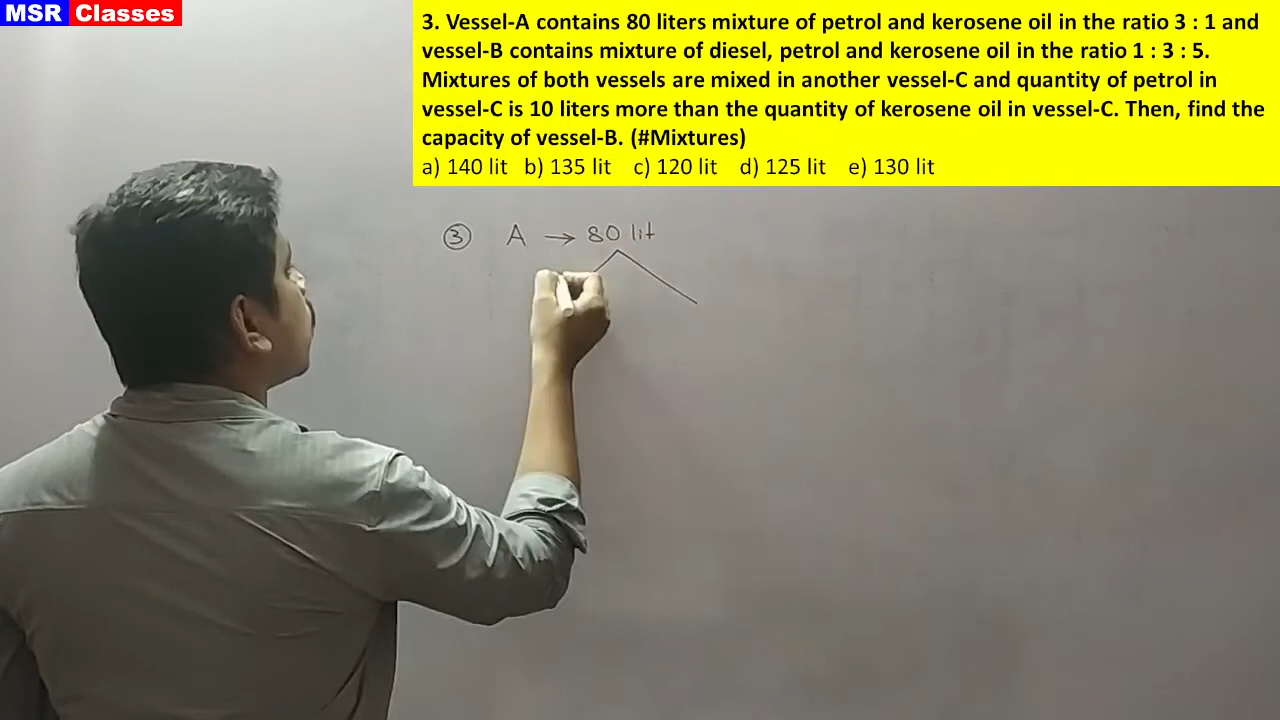 MSR Classes
3. Vessel-A contains 80 liters mixture of petrol and kerosene oil in the ratio 3 : 1 and
vessel-B contains mixture of diesel, petrol and kerosene oil in the ratio 1 : 3 : 5.
Mixtures of both vessels are mixed in another vessel-C and quantity of petrol in
vessel-C is 10 liters more than the quantity of kerosene oil in vessel-C. Then, find the
capacity of vessel-B. (#Mixtures)
a) 140 lit b) 135 lit c) 120 lit d) 125 lit e) 130 lit
③ A → 80 lit